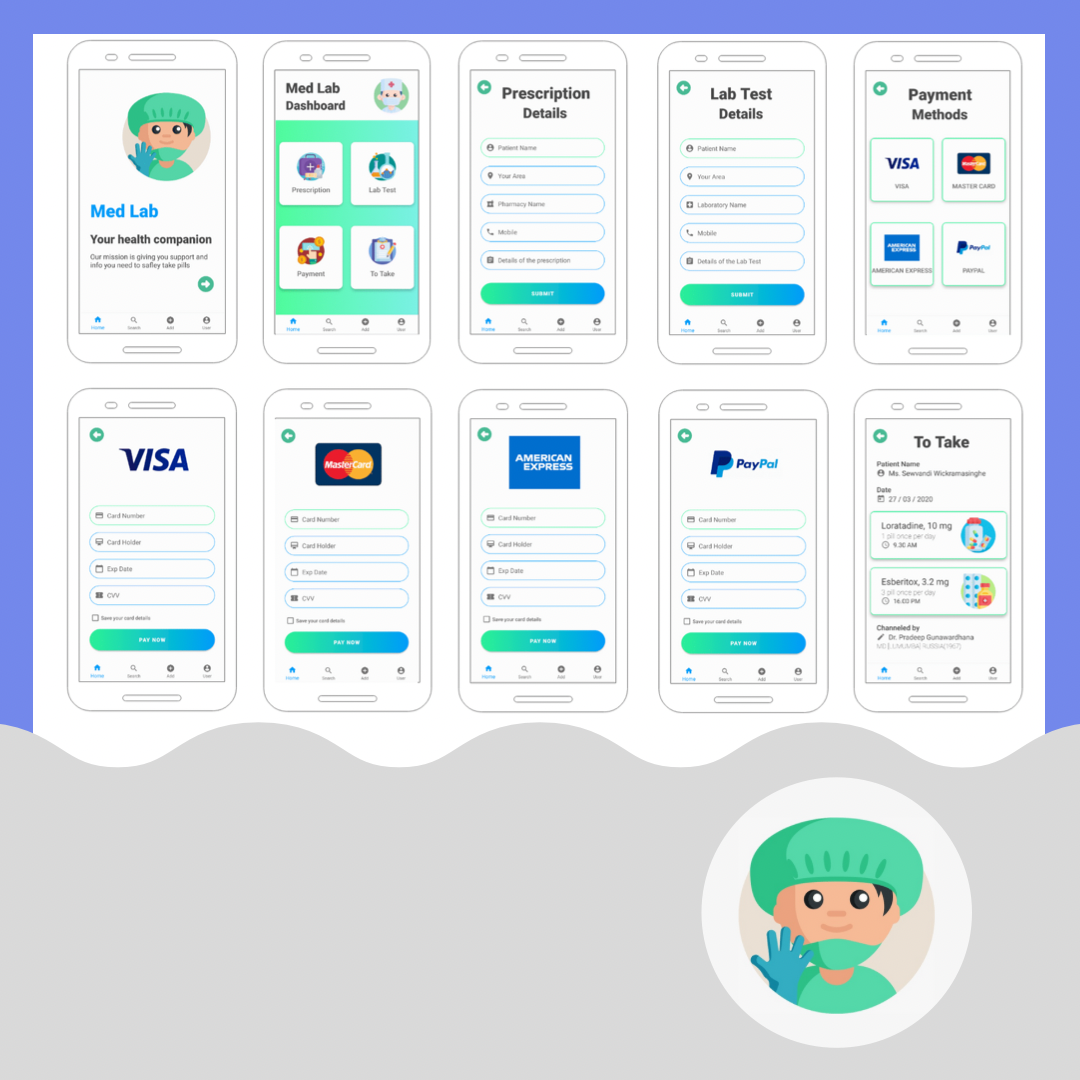 Med Lab
Your health companion
Our mission is giving you support and
info you need to safley take pills
Home
Search
Add
User
Med Lab
Dashboard
Prescription
Lab Test
Payment
To Take
Home
Search
Add
User
Prescription
Details
Patient Name
Your Area
Pharmacy Name
Mobile
Details of the prescription
SUBMIT
Home
Search
Add
User
Lab Test
Details
Patient Name
Your Area
Laboratory Name
Mobile
Details of the Lab Test
SUBMIT
Home
Search
Add
User
Payment
Methods
VISA
VISA
MasterCard
MASTER CARD
AMERICAN
EXPRESS
AMERICAN EXPRESS
PayPal
PAYPAL
Home
Search
Add
User
VISA
Card Number
Card Holder
Exp Date
CVV
Save your card details
PAY NOW
Home
Search
Add
User
MasterCard
Card Number
Card Holder
Exp Date
CVV
Save your card details
PAY NOW
Home
Search
Add
User
AMERICAN
EXPRESS
Card Number
Card Holder
Exp Date
CVV
Save your card details
PAY NOW
Home
Search
Add
User
PayPal
Card Number
Card Holder
Exp Date
CVV
Save your card details
PAY NOW
Home
Search
Add
User
To Take
Patient Name
Ms. Sewvandi Wickramasinghe
Date
27 / 03 / 2020
Loratadine, 10 mg
1 pill once per day
9.30 AM
Esberitox, 3.2 mg
pill once per day
16.00 PM
Channeled by
Dr. Pradeep Gunawardhana
Home
Search
Add
User